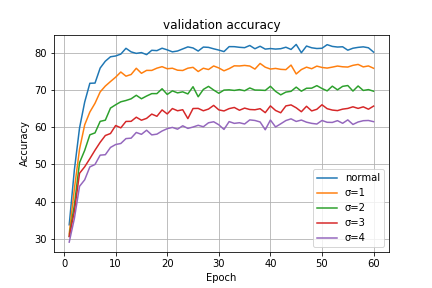 validation accuracy
Accuracy
80
70
60
50
40
30
0
10
20
30
40
50
60
Epoch
normal
σ=1
σ=2
σ=3
σ=4